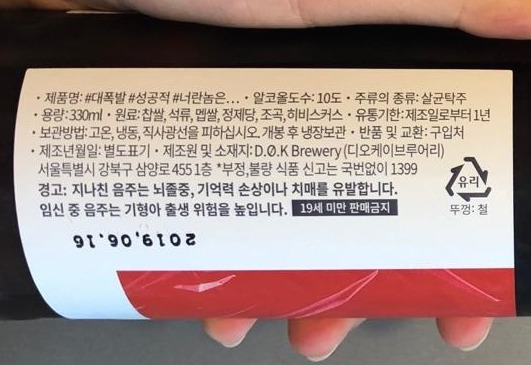 · 제품명: #대폭발 #성공적 #너란놈은… · 알코올도수: 10도 · 주류의 종류: 살균탁주
· 용량: 330ml · 원료: 찹쌀, 석류, 멥쌀, 정제당, 조곡, 히비스커스 · 유통기한: 제조일로부터 1년
· 보관방법: 고온, 냉동, 직사광선을 피하십시오. 개봉 후 냉장보관 · 반품 및 교환: 구입처
· 제조년월일: 별도표기 · 제조원 및 소재지: D.Ø.K Brewery (디오케이브루어리)
서울특별시 강북구 삼양로 455 1층 *부정,불량 식품 신고는 국번없이 1399
경고: 지나친 음주는 뇌졸중, 기억력 손상이나 치매를 유발합니다.
임신 중 음주는 기형아 출생 위험을 높입니다. 19세 미만 판매금지
유리
뚜껑: 철
2019.06.16